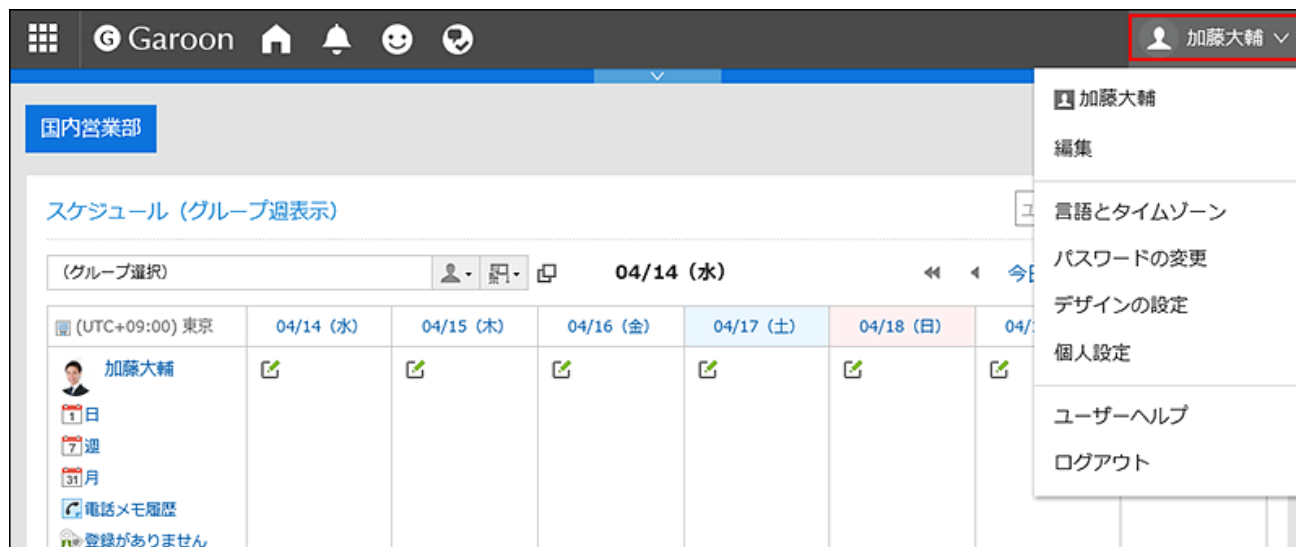 Garoon
加藤大輔
加藤大輔
編集
国内営業部
言語とタイムゾーン
パスワードの変更
デザインの設定
個人設定
ユーザーヘルプ
ログアウト
スケジュール（グループ週表示）
（グループ選択）
04/14（水）
(UTC+09:00) 東京
04/14（水）
04/15（木）
04/16（金）
04/17（土）
04/18（日）
04/
加藤大輔
1日
7週
31月
電話メモ履歴
登録がありません